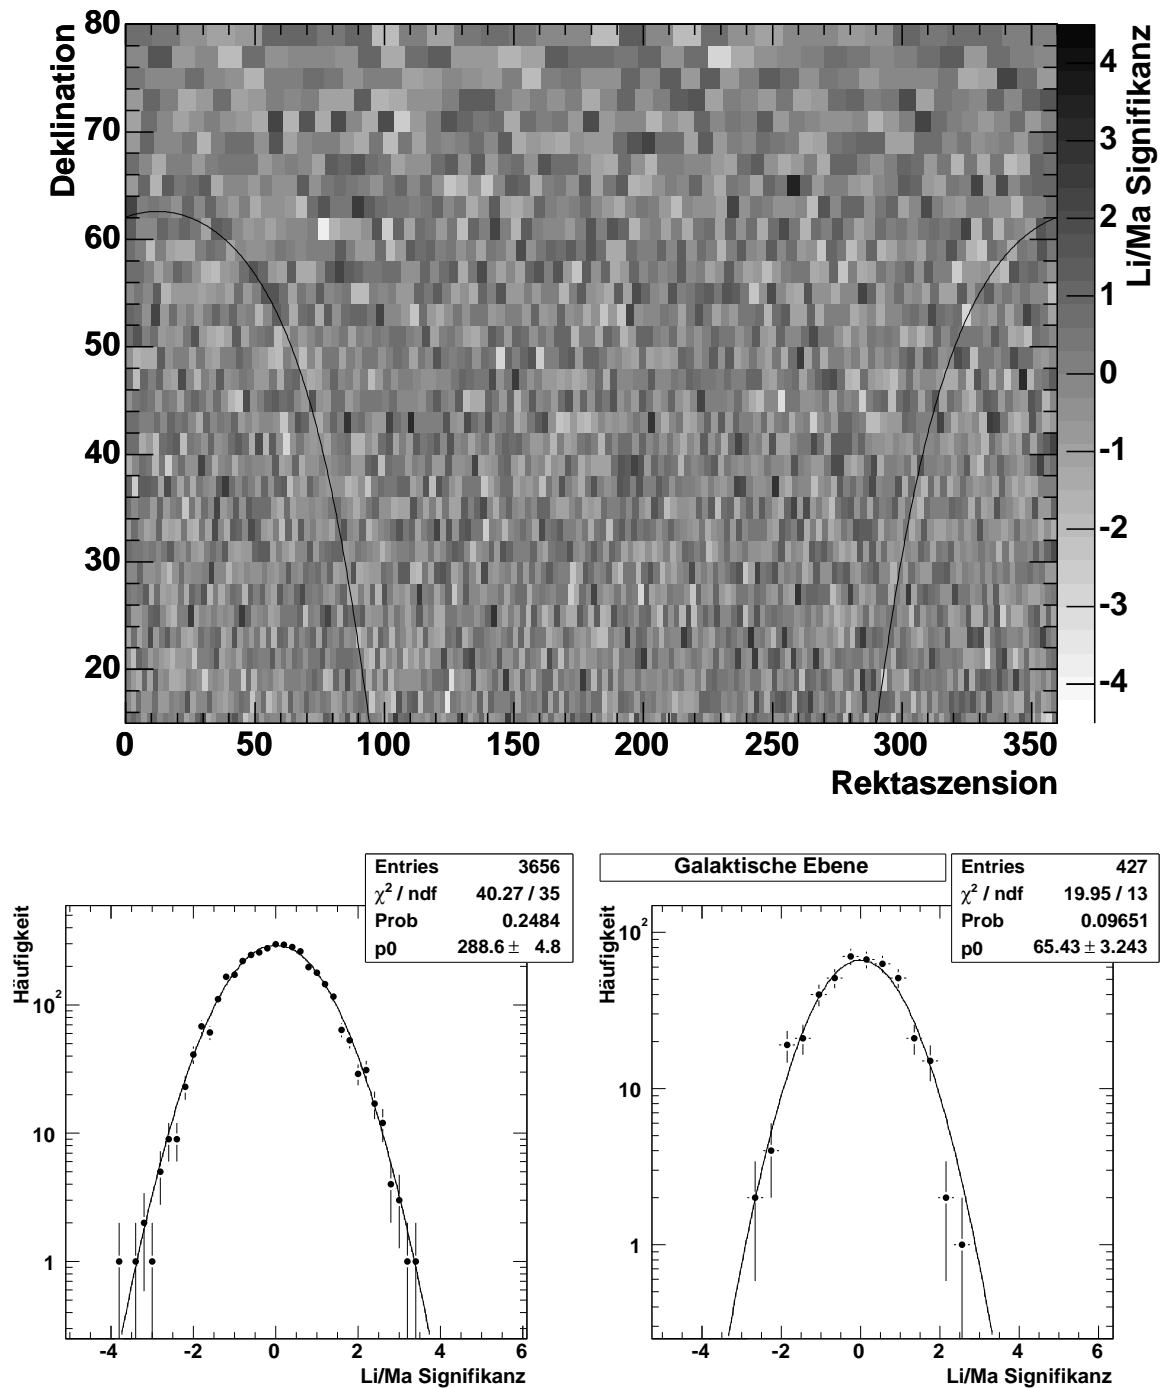 80
70
60
50
40
30
20
Deklination
0 50 100 150 200 250 300 350
Rektaszension
4
3
2
1
0
-1
-2
-3
-4
Li/Ma Signifikanz
Entries 3656
χ² / ndf 40.27 / 35
Prob 0.2484
p0 288.6 ± 4.8
Häufigkeit
10²
10
1
-4 -2 0 2 4 6
Li/Ma Signifikanz
Galaktische Ebene
Entries 427
χ² / ndf 19.95 / 13
Prob 0.09651
p0 65.43 ± 3.243
Häufigkeit
10²
10
1
-4 -2 0 2 4 6
Li/Ma Signifikanz